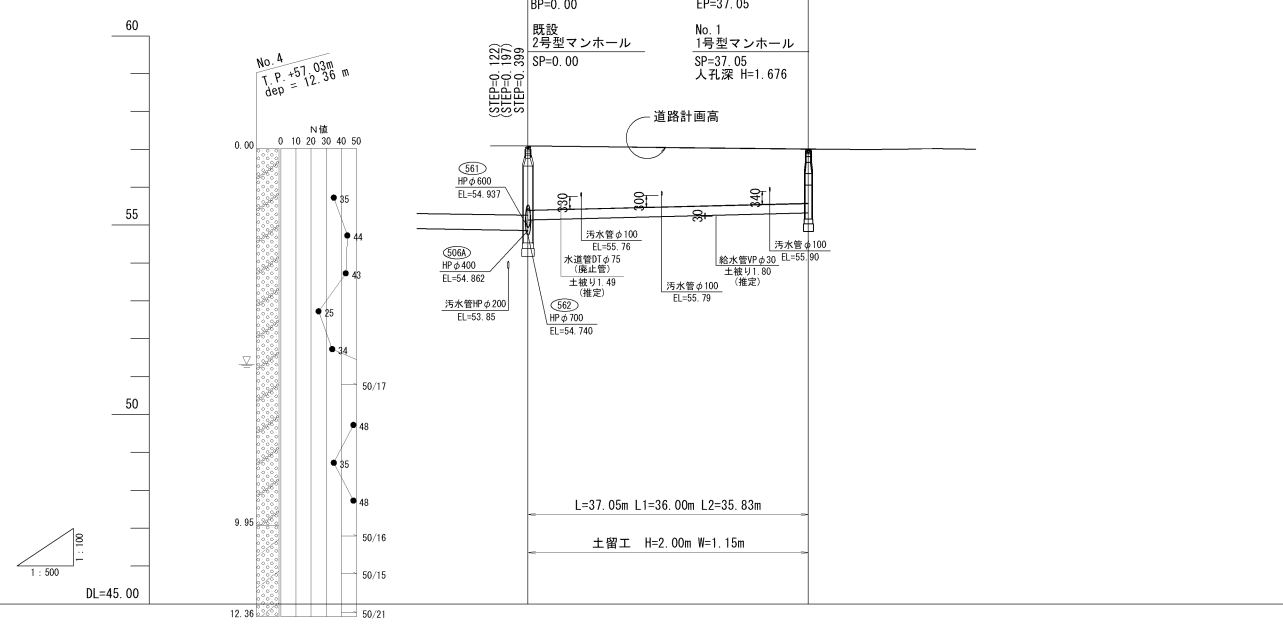 BP=0.00
EP=37.05
既設
2号型マンホール
SP=0.00
No.1
1号型マンホール
SP=37.05
人孔深 H=1.676
(STEP=0.122)
(STEP=0.197)
STEP=0.399
60
55
50
DL=45.00
1:500
1:100
No.4
T.P.+57.03m
dep = 12.36 m
N値
0 10 20 30 40 50
0.00
35
44
43
25
34
50/17
48
35
48
9.95
50/16
50/15
12.36
50/21
道路計画高
561
HPφ600
EL=54.937
506A
HPφ400
EL=54.862
汚水管HPφ200
EL=53.85
562
HPφ700
EL=54.740
330
300
30
340
汚水管φ100
EL=55.76
水道管DTφ75
(廃止管)
土被り1.49
(推定)
汚水管φ100
EL=55.79
給水管VPφ30
土被り1.80
(推定)
汚水管φ100
EL=55.90
L=37.05m L1=36.00m L2=35.83m
土留工 H=2.00m W=1.15m